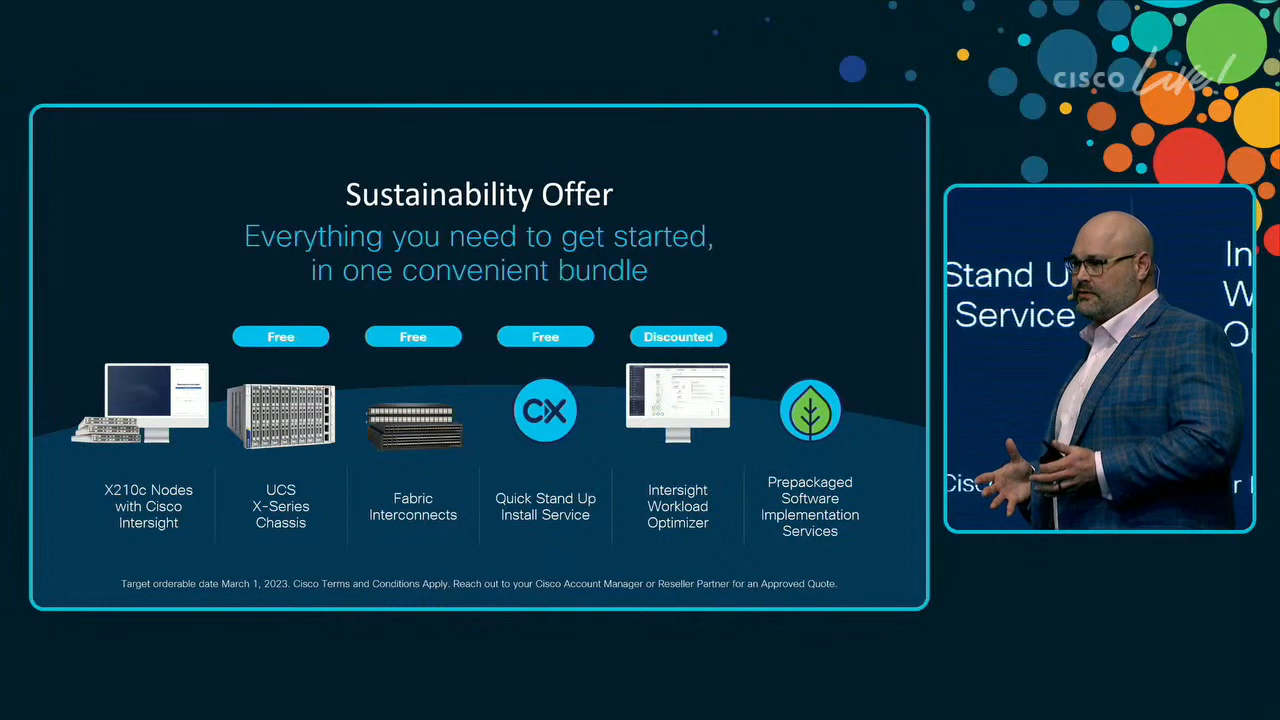 CISCO Live!
Sustainability Offer
Everything you need to get started,
in one convenient bundle
Free
Free
Free
Discounted
CX
X210c Nodes
with Cisco
Intersight
UCS
X-Series
Chassis
Fabric
Interconnects
Quick Stand Up
Install Service
Intersight
Workload
Optimizer
Prepackaged
Software
Implementation
Services
Target orderable date March 1, 2023. Cisco Terms and Conditions Apply. Reach out to your Cisco Account Manager or Reseller Partner for an Approved Quote.
Stand U
Service
In
W
O
Cisc
r